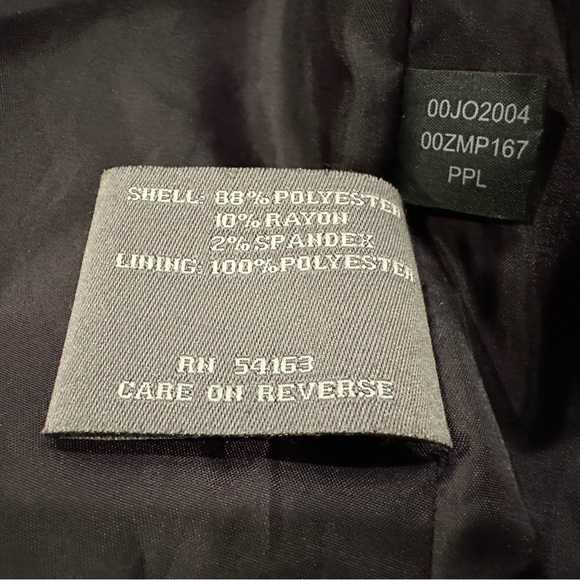 00JO2004
00ZMP167
PPL
SHELL: 88% POLYESTER
10% RAYON
2% SPANDEX
LINING: 100% POLYESTER
RN 54163
CARE ON REVERSE